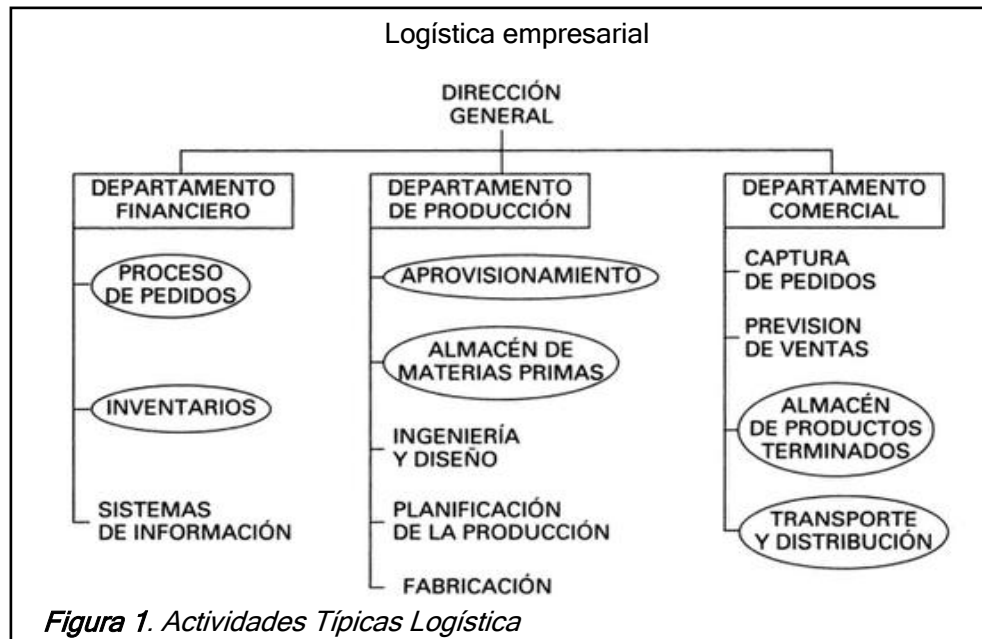 Logística empresarial
DIRECCIÓN
GENERAL
DEPARTAMENTO
FINANCIERO
PROCESO
DE PEDIDOS
INVENTARIOS
SISTEMAS
DE INFORMACIÓN
DEPARTAMENTO
DE PRODUCCIÓN
APROVISIONAMIENTO
ALMACÉN DE
MATERIAS PRIMAS
INGENIERÍA
Y DISEÑO
PLANIFICACIÓN
DE LA PRODUCCIÓN
FABRICACIÓN
DEPARTAMENTO
COMERCIAL
CAPTURA
DE PEDIDOS
PREVISION
DE VENTAS
ALMACÉN
DE PRODUCTOS
TERMINADOS
TRANSPORTE
Y DISTRIBUCIÓN
Figura 1. Actividades Típicas Logística